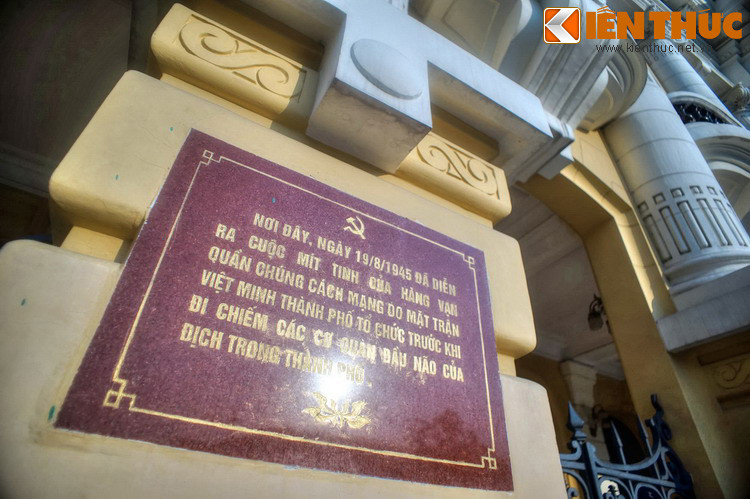 KIẾN THỨC
www.kienthuc.net.vn
NƠI ĐÂY, NGÀY 19/8/1945 ĐÃ DIỄN
RA CUỘC MÍT TINH CỦA HÀNG VẠN
QUẦN CHÚNG CÁCH MẠNG DO MẶT TRẬN
VIỆT MINH THÀNH PHỐ TỔ CHỨC TRƯỚC KHI
ĐI CHIẾM CÁC CƠ QUAN ĐẦU NÃO CỦA
ĐỊCH TRONG THÀNH PHỐ.